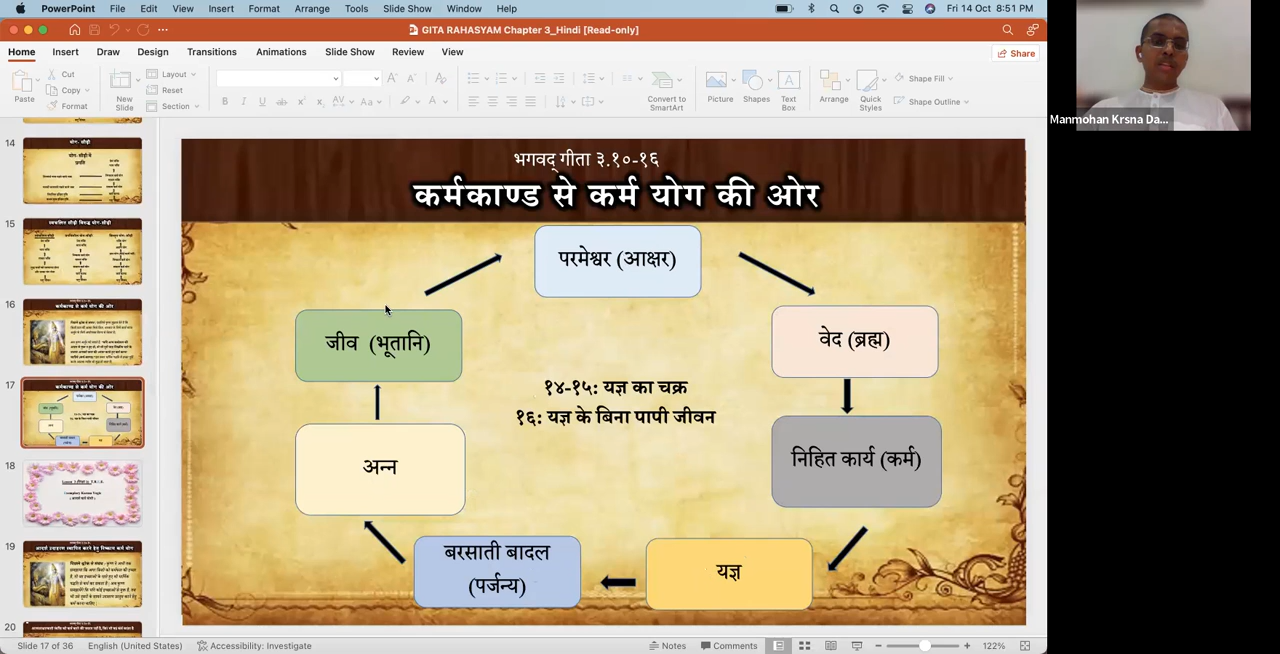 PowerPoint File Edit View Insert Format Arrange Tools Slide Show Window Help Fri 14 Oct 8:51 PM
GITA RAHASYAM Chapter 3_Hindi [Read-only]
Home Insert Draw Design Transitions Animations Slide Show Review View Share
Paste Cut Copy Format New Slide Layout Reset Section Convert to SmartArt Picture Shapes Text Box Arrange Quick Styles Shape Fill Shape Outline
Manmohan Krsna Da...
14
15
16
17
18
19
20
भगवद् गीता ३.१०-१६
कर्मकाण्ड से कर्म योग की ओर
परमेश्वर (आक्षर)
वेद (ब्रह्म)
निहित कार्य (कर्म)
यज्ञ
बरसाती बादल
(पर्जन्य)
अन्न
जीव (भूतानि)
१४-१५: यज्ञ का चक्र
१६: यज्ञ के बिना पापी जीवन
Slide 17 of 36 English (United States) Accessibility: Investigate Notes Comments 122%